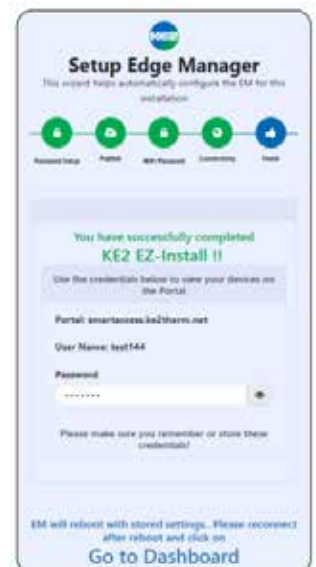 KE2
Setup Edge Manager
This wizard helps automatically configure the EM for this
installation
Password Setup Publish WiFi Password Connectivity Finish
You have successfully completed
KE2 EZ-Install !!
Use the credentials below to view your devices on
the Portal
Portal: smartaccess.ke2therm.net
User Name: test144
Password
.......
Please make sure you remember or store these
credentials!
EM will reboot with stored settings.. Please reconnect
after reboot and click on
Go to Dashboard